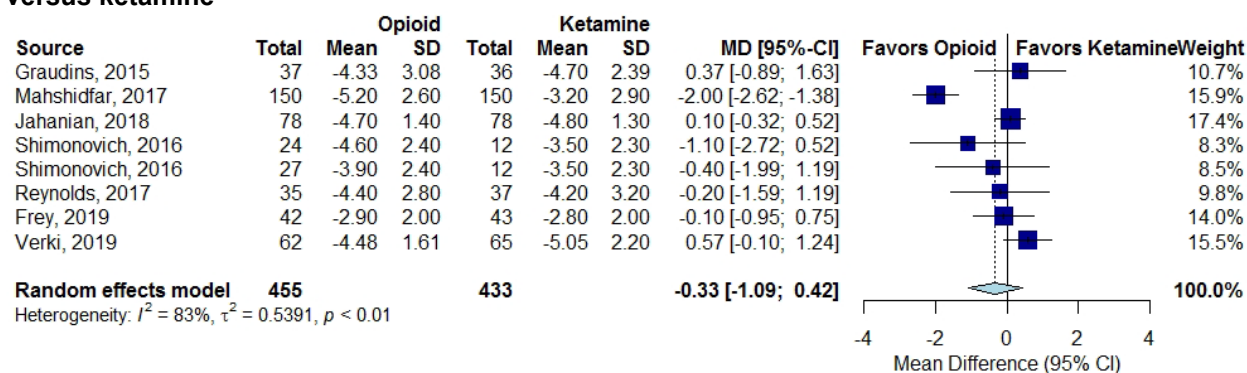 versus ketamine
Opioid Ketamine
Source Total Mean SD Total Mean SD MD [95%-CI] Favors Opioid Favors KetamineWeight
Graudins, 2015 37 -4.33 3.08 36 -4.70 2.39 0.37 [-0.89; 1.63] 10.7%
Mahshidfar, 2017 150 -5.20 2.60 150 -3.20 2.90 -2.00 [-2.62; -1.38] 15.9%
Jahanian, 2018 78 -4.70 1.40 78 -4.80 1.30 0.10 [-0.32; 0.52] 17.4%
Shimonovich, 2016 24 -4.60 2.40 12 -3.50 2.30 -1.10 [-2.72; 0.52] 8.3%
Shimonovich, 2016 27 -3.90 2.40 12 -3.50 2.30 -0.40 [-1.99; 1.19] 8.5%
Reynolds, 2017 35 -4.40 2.80 37 -4.20 3.20 -0.20 [-1.59; 1.19] 9.8%
Frey, 2019 42 -2.90 2.00 43 -2.80 2.00 -0.10 [-0.95; 0.75] 14.0%
Verki, 2019 62 -4.48 1.61 65 -5.05 2.20 0.57 [-0.10; 1.24] 15.5%
Random effects model 455 433 -0.33 [-1.09; 0.42] 100.0%
Heterogeneity: I² = 83%, τ² = 0.5391, p < 0.01
-4 -2 0 2 4
Mean Difference (95% CI)